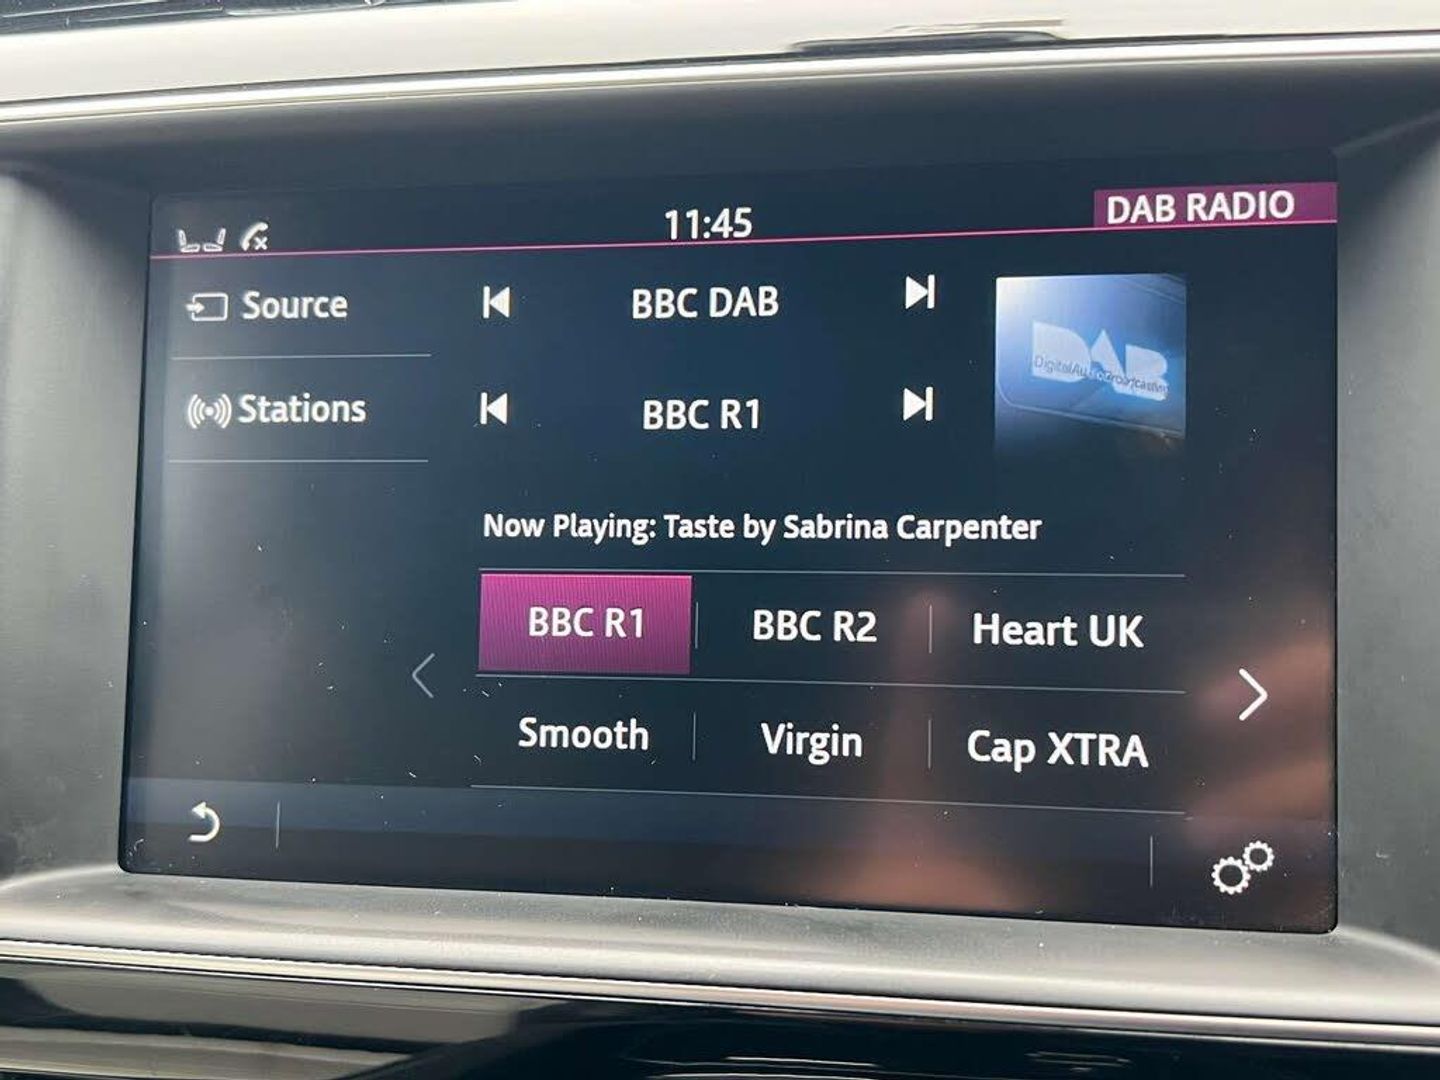 11:45
DAB RADIO
Source
BBC DAB
DAB
Stations
BBC R1
Now Playing: Taste by Sabrina Carpenter
BBC R1
BBC R2
Heart UK
Smooth
Virgin
Cap XTRA